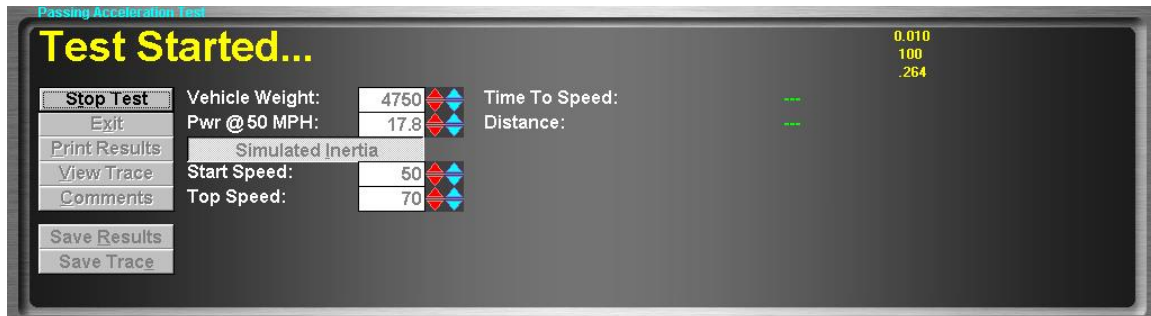 Passing Acceleration Test
Test Started...
0.010
100
.264
Stop Test
Vehicle Weight: 4750
Time To Speed: ---
Exit
Pwr @ 50 MPH: 17.8
Distance: ---
Print Results
Simulated Inertia
View Trace
Start Speed: 50
Comments
Top Speed: 70
Save Results
Save Trace